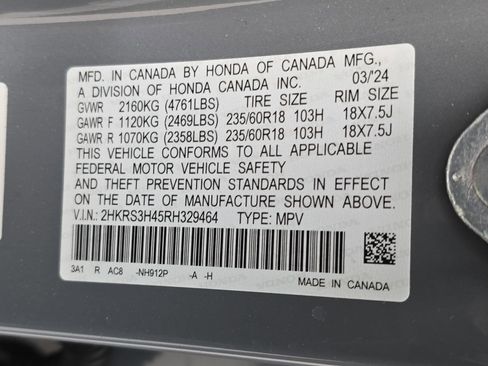 MFD. IN CANADA BY HONDA OF CANADA MFG.,
A DIVISION OF HONDA CANADA INC. 03/'24
GVWR 2160KG (4761LBS) TIRE SIZE RIM SIZE
GAWR F 1120KG (2469LBS) 235/60R18 103H 18X7.5J
GAWR R 1070KG (2358LBS) 235/60R18 103H 18X7.5J
THIS VEHICLE CONFORMS TO ALL APPLICABLE
FEDERAL MOTOR VEHICLE SAFETY
AND THEFT PREVENTION STANDARDS IN EFFECT
ON THE DATE OF MANUFACTURE SHOWN ABOVE.
V.I.N.: 2HKRS3H45RH329464 TYPE: MPV
3A1 R AC8 -NH912P -A -H
MADE IN CANADA